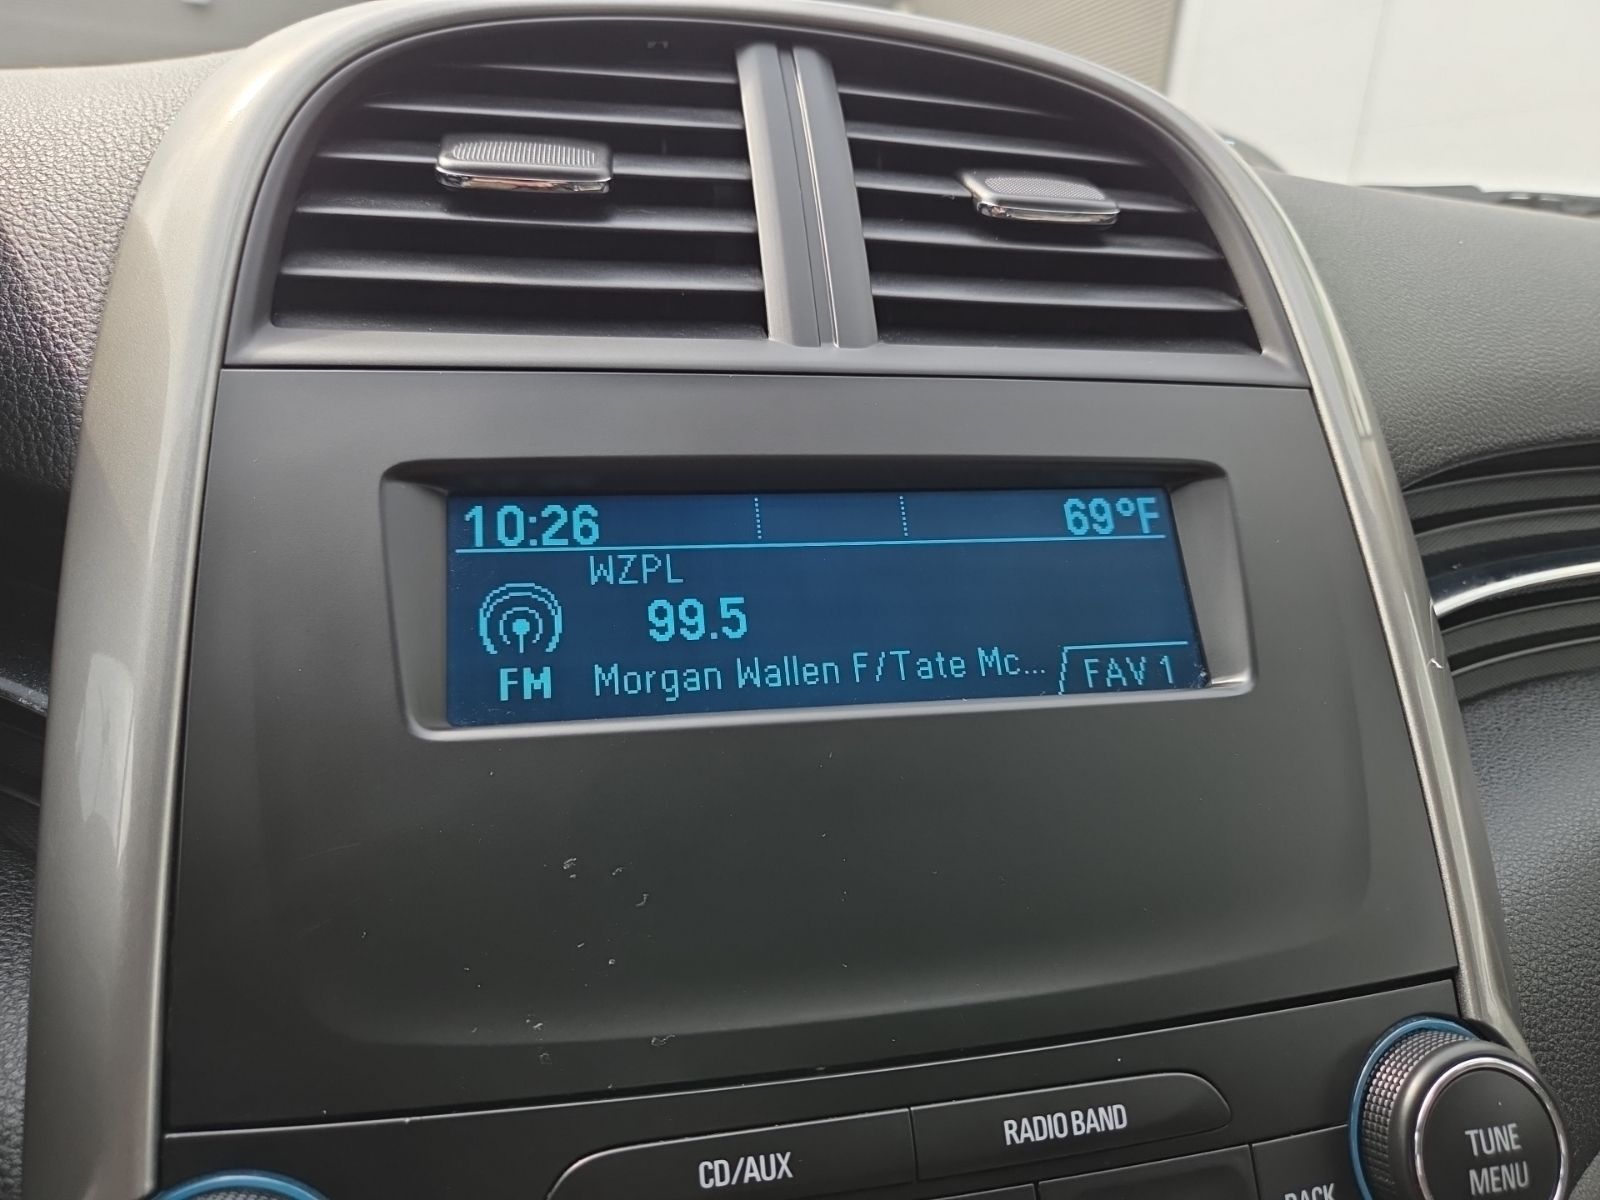 10:26 69°F
WZPL
99.5
FM Morgan Wallen F/Tate Mc... FAV 1
RADIO BAND
CD/AUX
TUNE
MENU
BACK